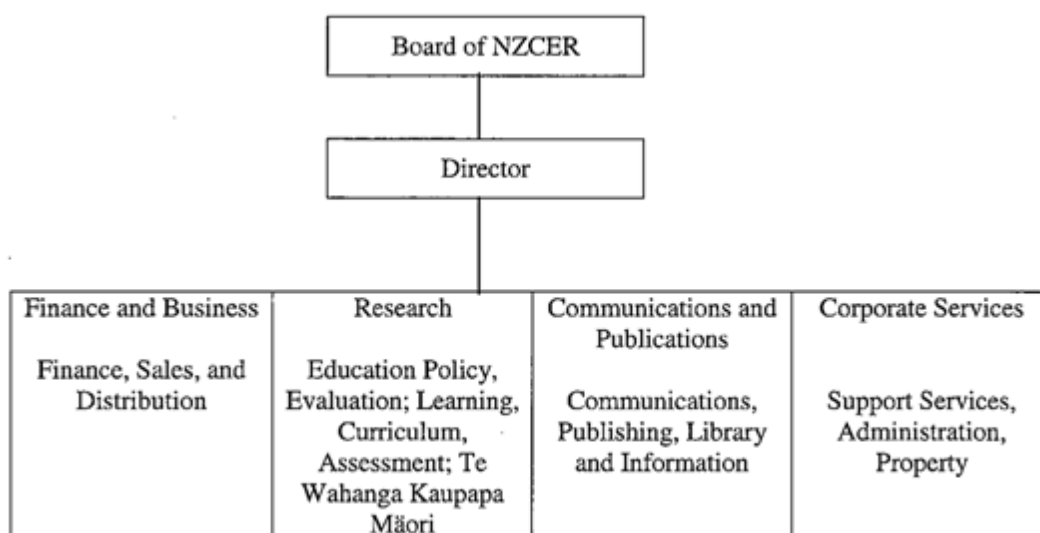 Board of NZCER
Director
Finance and Business
Finance, Sales, and
Distribution
Research
Education Policy,
Evaluation; Learning,
Curriculum,
Assessment; Te
Wahanga Kaupapa
Mäori
Communications and
Publications
Communications,
Publishing, Library
and Information
Corporate Services
Support Services,
Administration,
Property